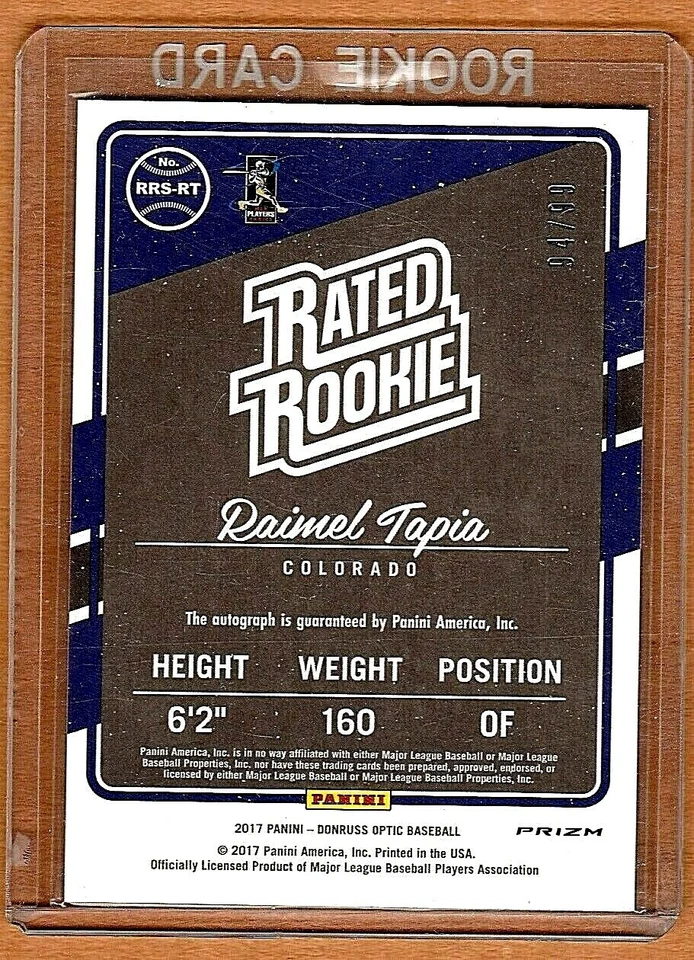 ROOKIE CARD
No.
RRS-RT
PLAYERS
CHOICE
94/99
RATED
ROOKIE
Raimel Tapia
COLORADO
The autograph is guaranteed by Panini America, Inc.
HEIGHT WEIGHT POSITION
6'2" 160 OF
Panini America, Inc. is in no way affiliated with either Major League Baseball or Major League
Baseball Properties, Inc. nor have these trading cards been prepared, approved, endorsed, or
licensed by either Major League Baseball or Major League Baseball Properties, Inc.
PANINI
2017 PANINI – DONRUSS OPTIC BASEBALL
PRIZM
© 2017 Panini America, Inc. Printed in the USA.
Officially Licensed Product of Major League Baseball Players Association